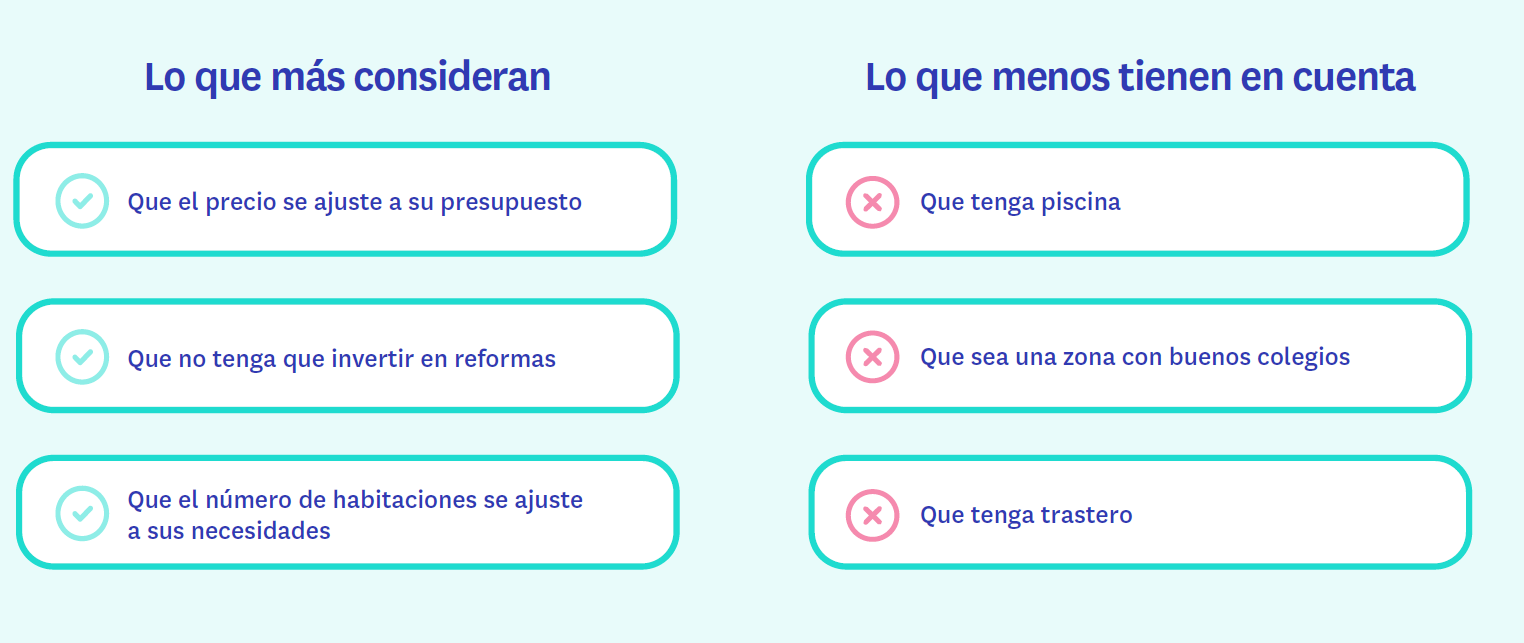 Lo que más consideran
Que el precio se ajuste a su presupuesto
Que no tenga que invertir en reformas
Que el número de habitaciones se ajuste
a sus necesidades
Lo que menos tienen en cuenta
Que tenga piscina
Que sea una zona con buenos colegios
Que tenga trastero